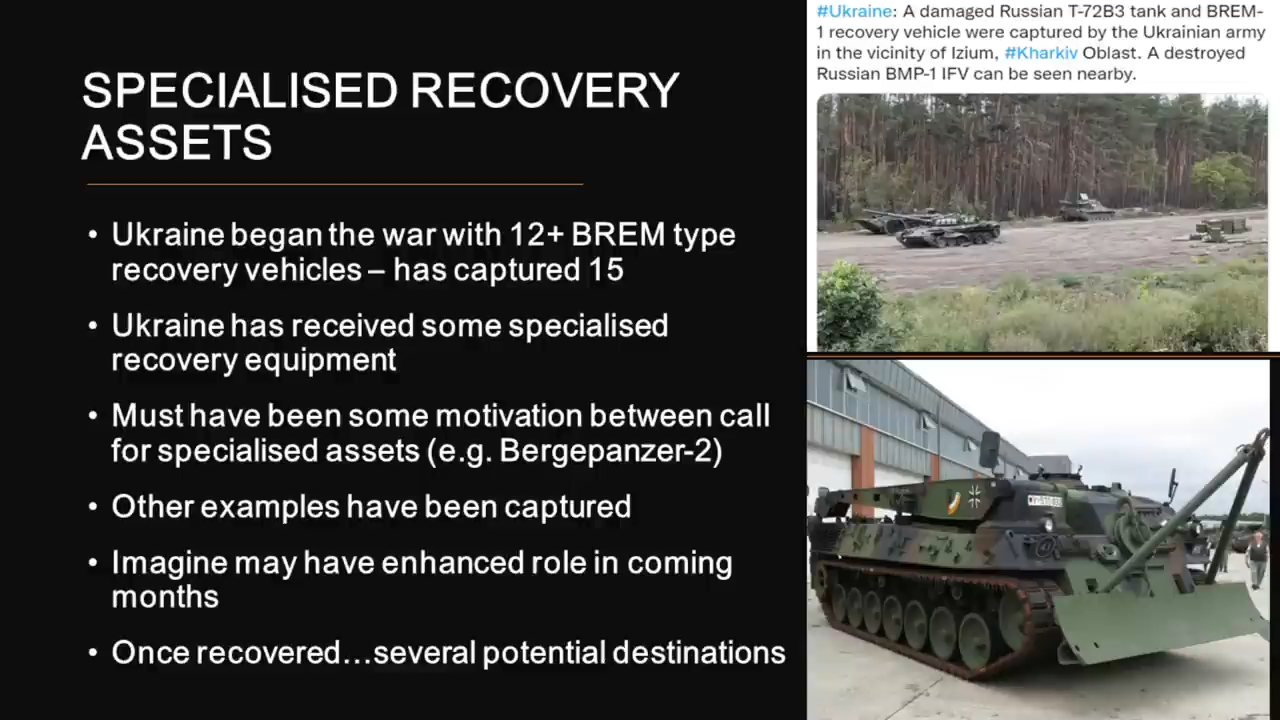 SPECIALISED RECOVERY
ASSETS
• Ukraine began the war with 12+ BREM type
recovery vehicles – has captured 15
• Ukraine has received some specialised
recovery equipment
• Must have been some motivation between call
for specialised assets (e.g. Bergepanzer-2)
• Other examples have been captured
• Imagine may have enhanced role in coming
months
• Once recovered…several potential destinations
#Ukraine: A damaged Russian T-72B3 tank and BREM-
1 recovery vehicle were captured by the Ukrainian army
in the vicinity of Izium, #Kharkiv Oblast. A destroyed
Russian BMP-1 IFV can be seen nearby.